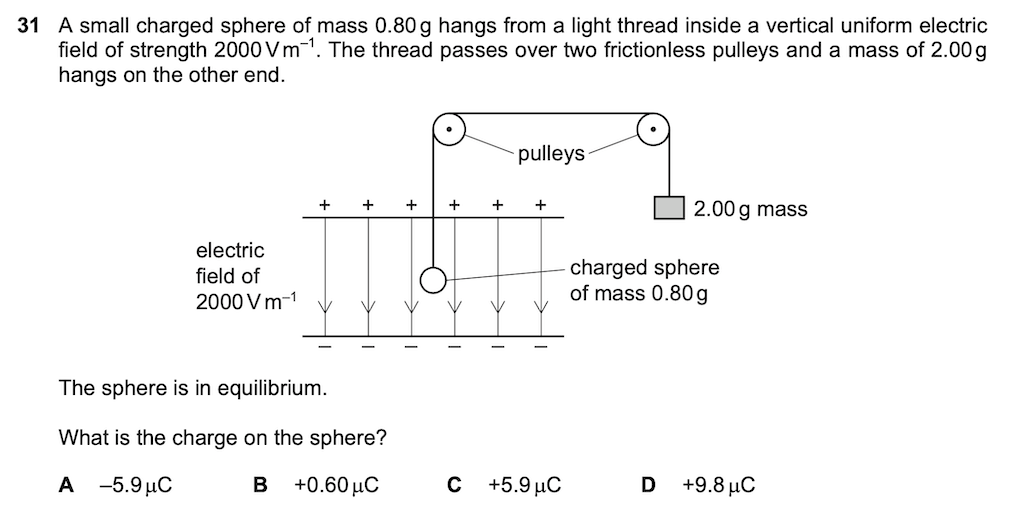 31 A small charged sphere of mass 0.80 g hangs from a light thread inside a vertical uniform electric
field of strength 2000 V m⁻¹. The thread passes over two frictionless pulleys and a mass of 2.00 g
hangs on the other end.
pulleys
+ + + + + +
2.00 g mass
electric
field of
2000 V m⁻¹
charged sphere
of mass 0.80 g
– – – – – –
The sphere is in equilibrium.
What is the charge on the sphere?
A –5.9 µC B +0.60 µC C +5.9 µC D +9.8 µC